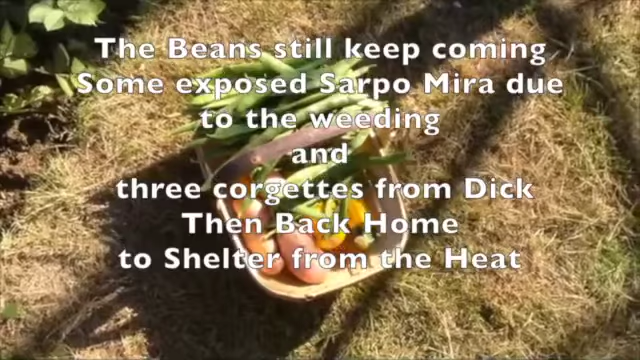 The Beans still keep coming
Some exposed Sarpo Mira due
to the weeding
and
three corgettes from Dick
Then Back Home
to Shelter from the Heat